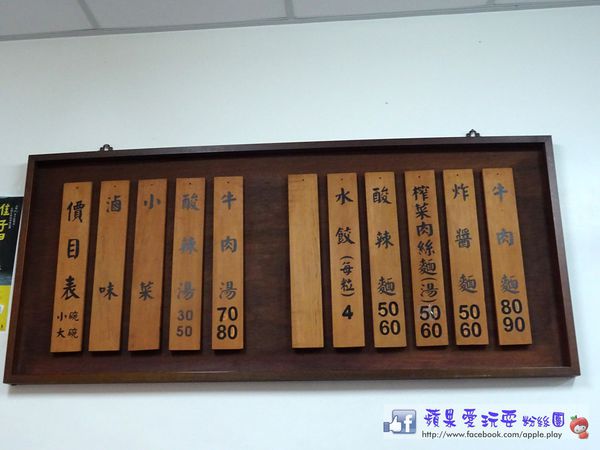 牛肉麵 80 90
炸醬麵 50 60
榨菜肉絲麵(湯) 50 60
酸辣麵 50 60
水餃(每粒) 4
牛肉湯 70 80
酸辣湯 30 50
小菜
滷味
價目表 小碗 大碗
蘋果愛玩耍 粉絲團
http://www.facebook.com/apple.play